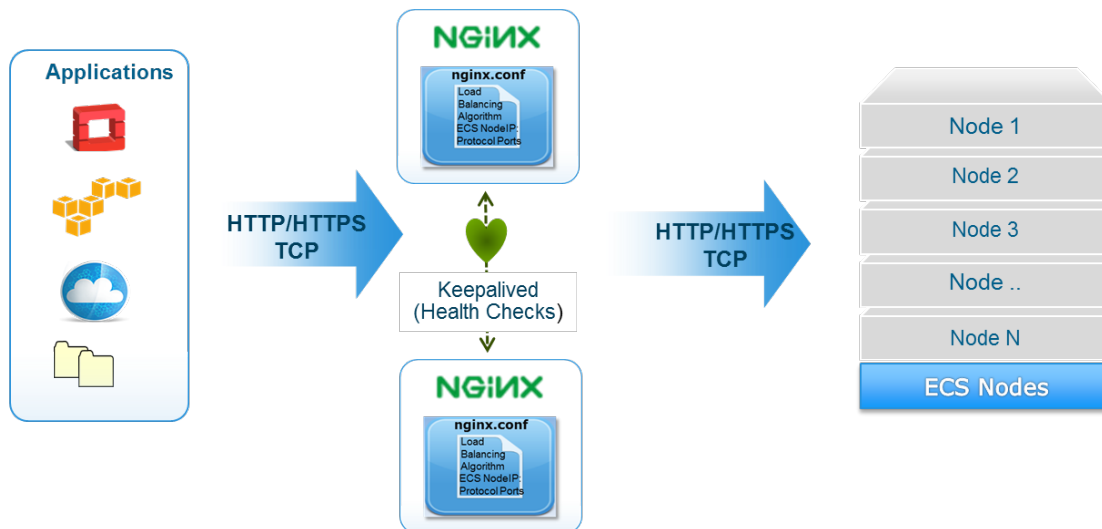 Applications
HTTP/HTTPS
TCP
NGiNX
nginx.conf
Load
Balancing
Algorithm
ECS NodeIP:
Protocol Ports
Keepalived
(Health Checks)
NGiNX
nginx.conf
Load
Balancing
Algorithm
ECS NodeIP:
Protocol Ports
HTTP/HTTPS
TCP
Node 1
Node 2
Node 3
Node ..
Node N
ECS Nodes